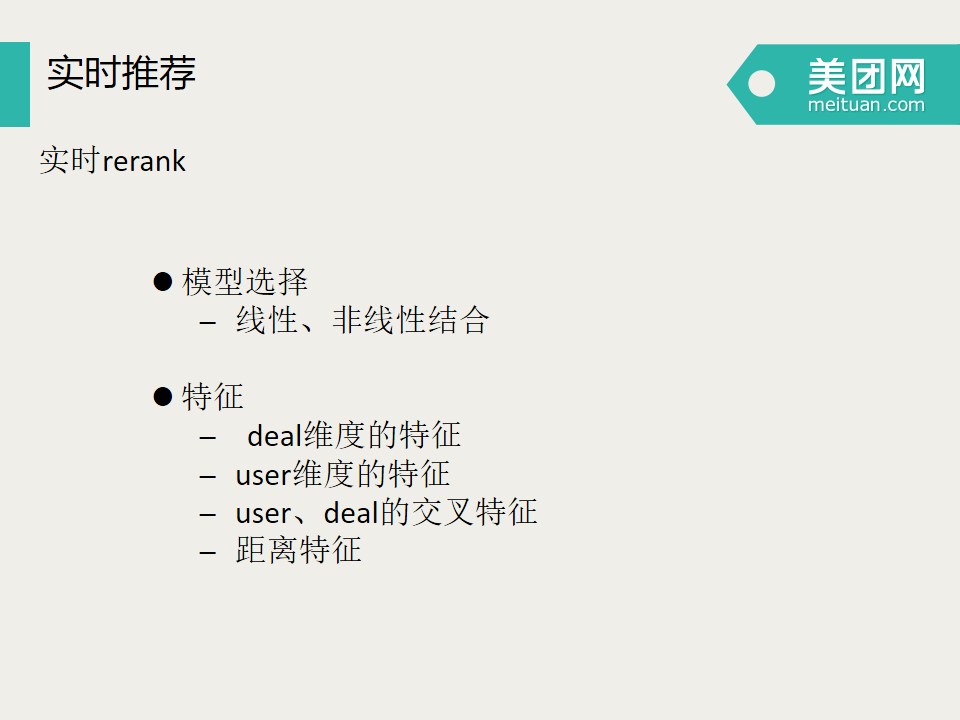 实时推荐
美团网
meituan.com
实时rerank
● 模型选择
– 线性、非线性结合
● 特征
– deal维度的特征
– user维度的特征
– user、deal的交叉特征
– 距离特征